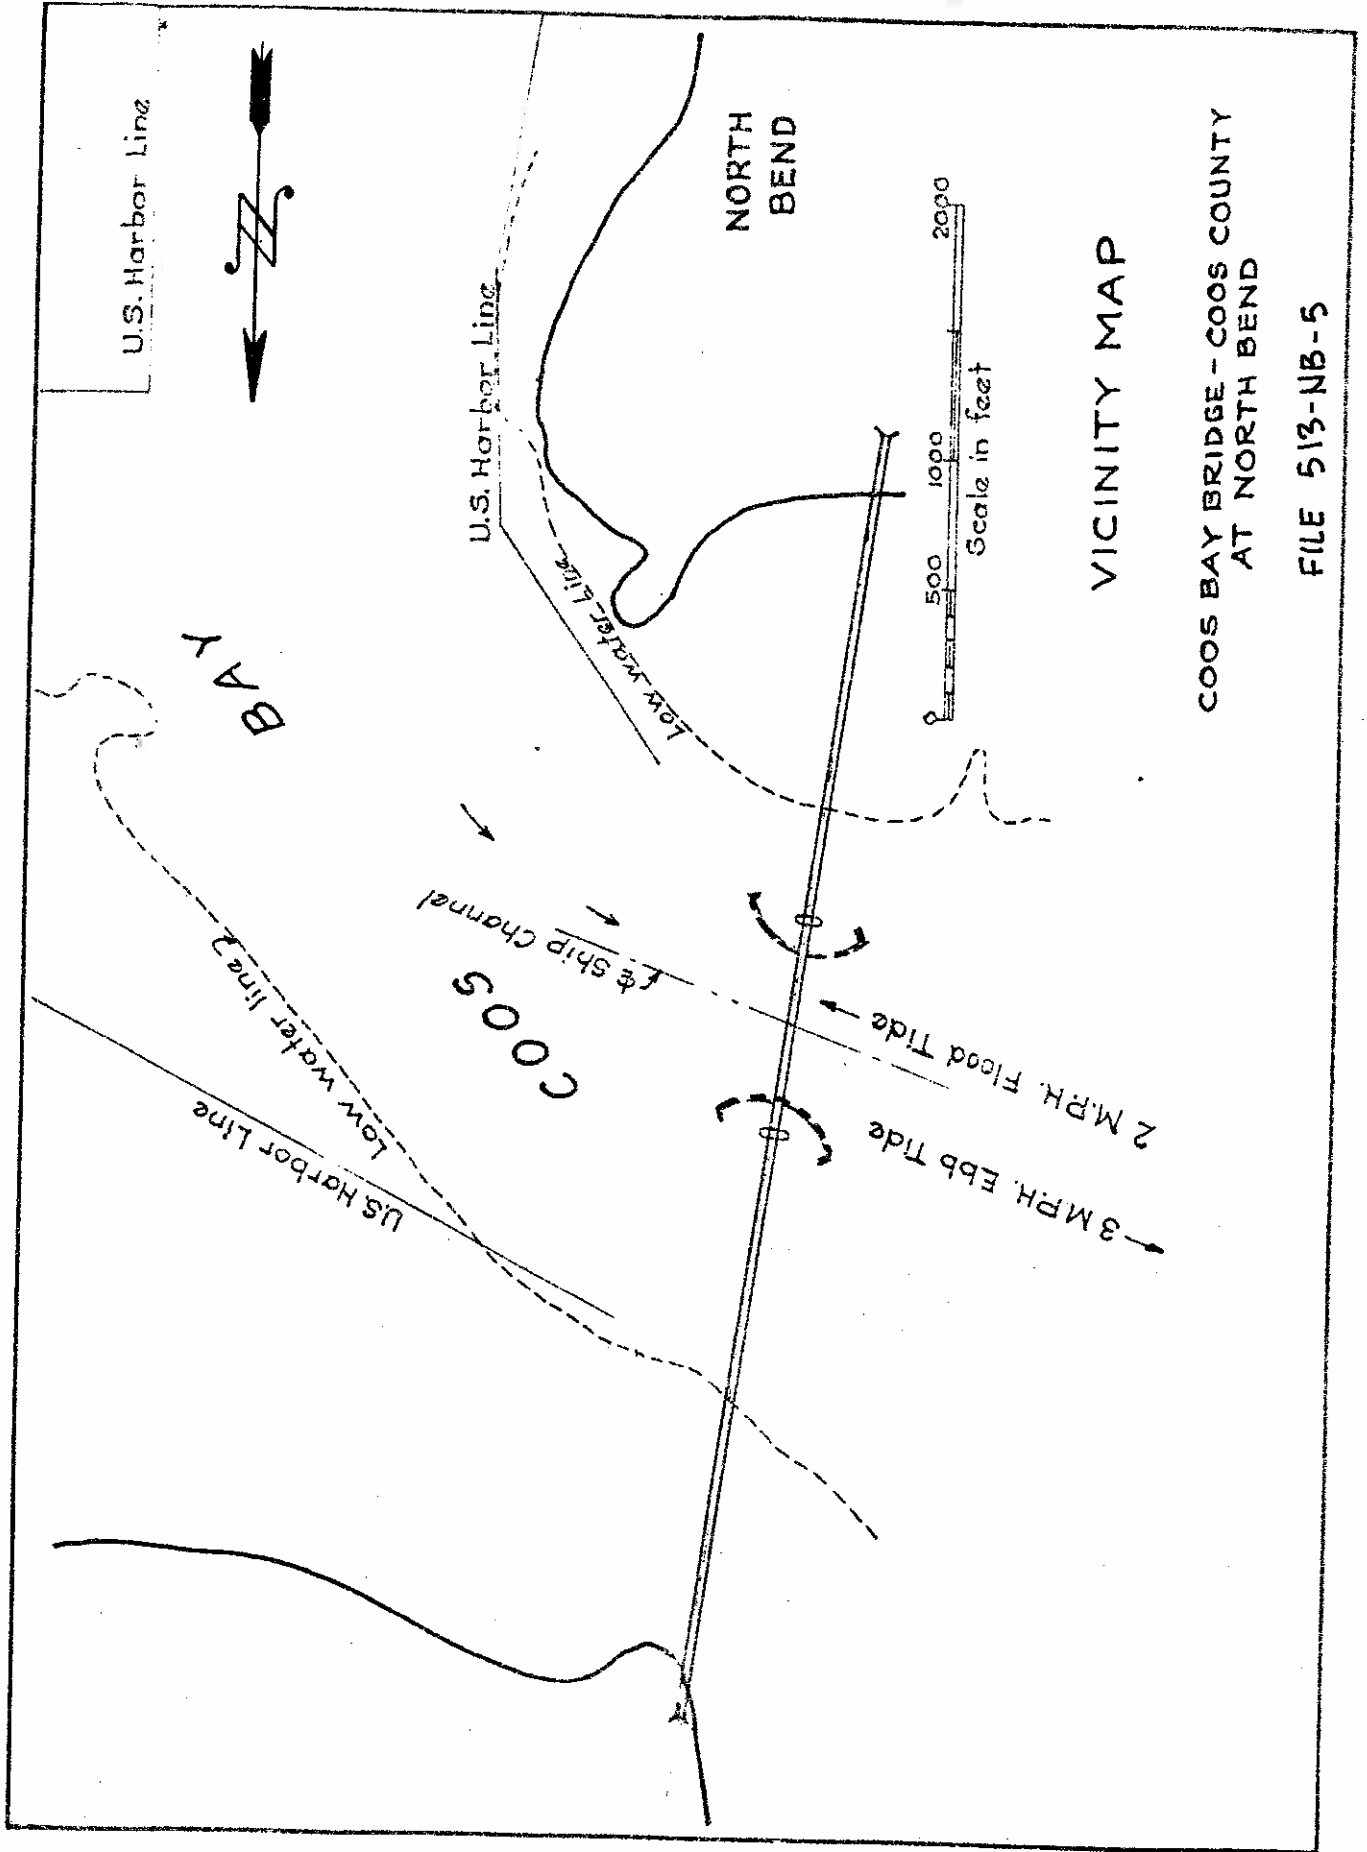 U.S. Harbor Line
N
U.S. Harbor Line
NORTH
BEND
BAY
COOS
Low water Line
Low water line
U.S. Harbor Line
℄ Ship Channel
2 M.P.H. Flood Tide
3 M.P.H. Ebb Tide
0 500 1000 2000
Scale in feet
VICINITY MAP
COOS BAY BRIDGE - COOS COUNTY
AT NORTH BEND
FILE 513-NB-5